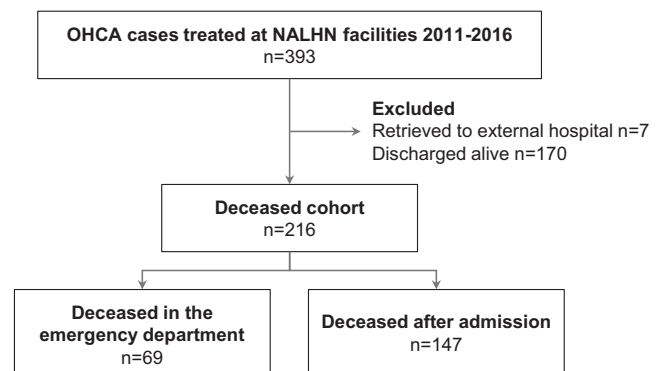 OHCA cases treated at NALHN facilities 2011-2016
n=393
Excluded
Retrieved to external hospital n=7
Discharged alive n=170
Deceased cohort
n=216
Deceased in the
emergency department
n=69
Deceased after admission
n=147